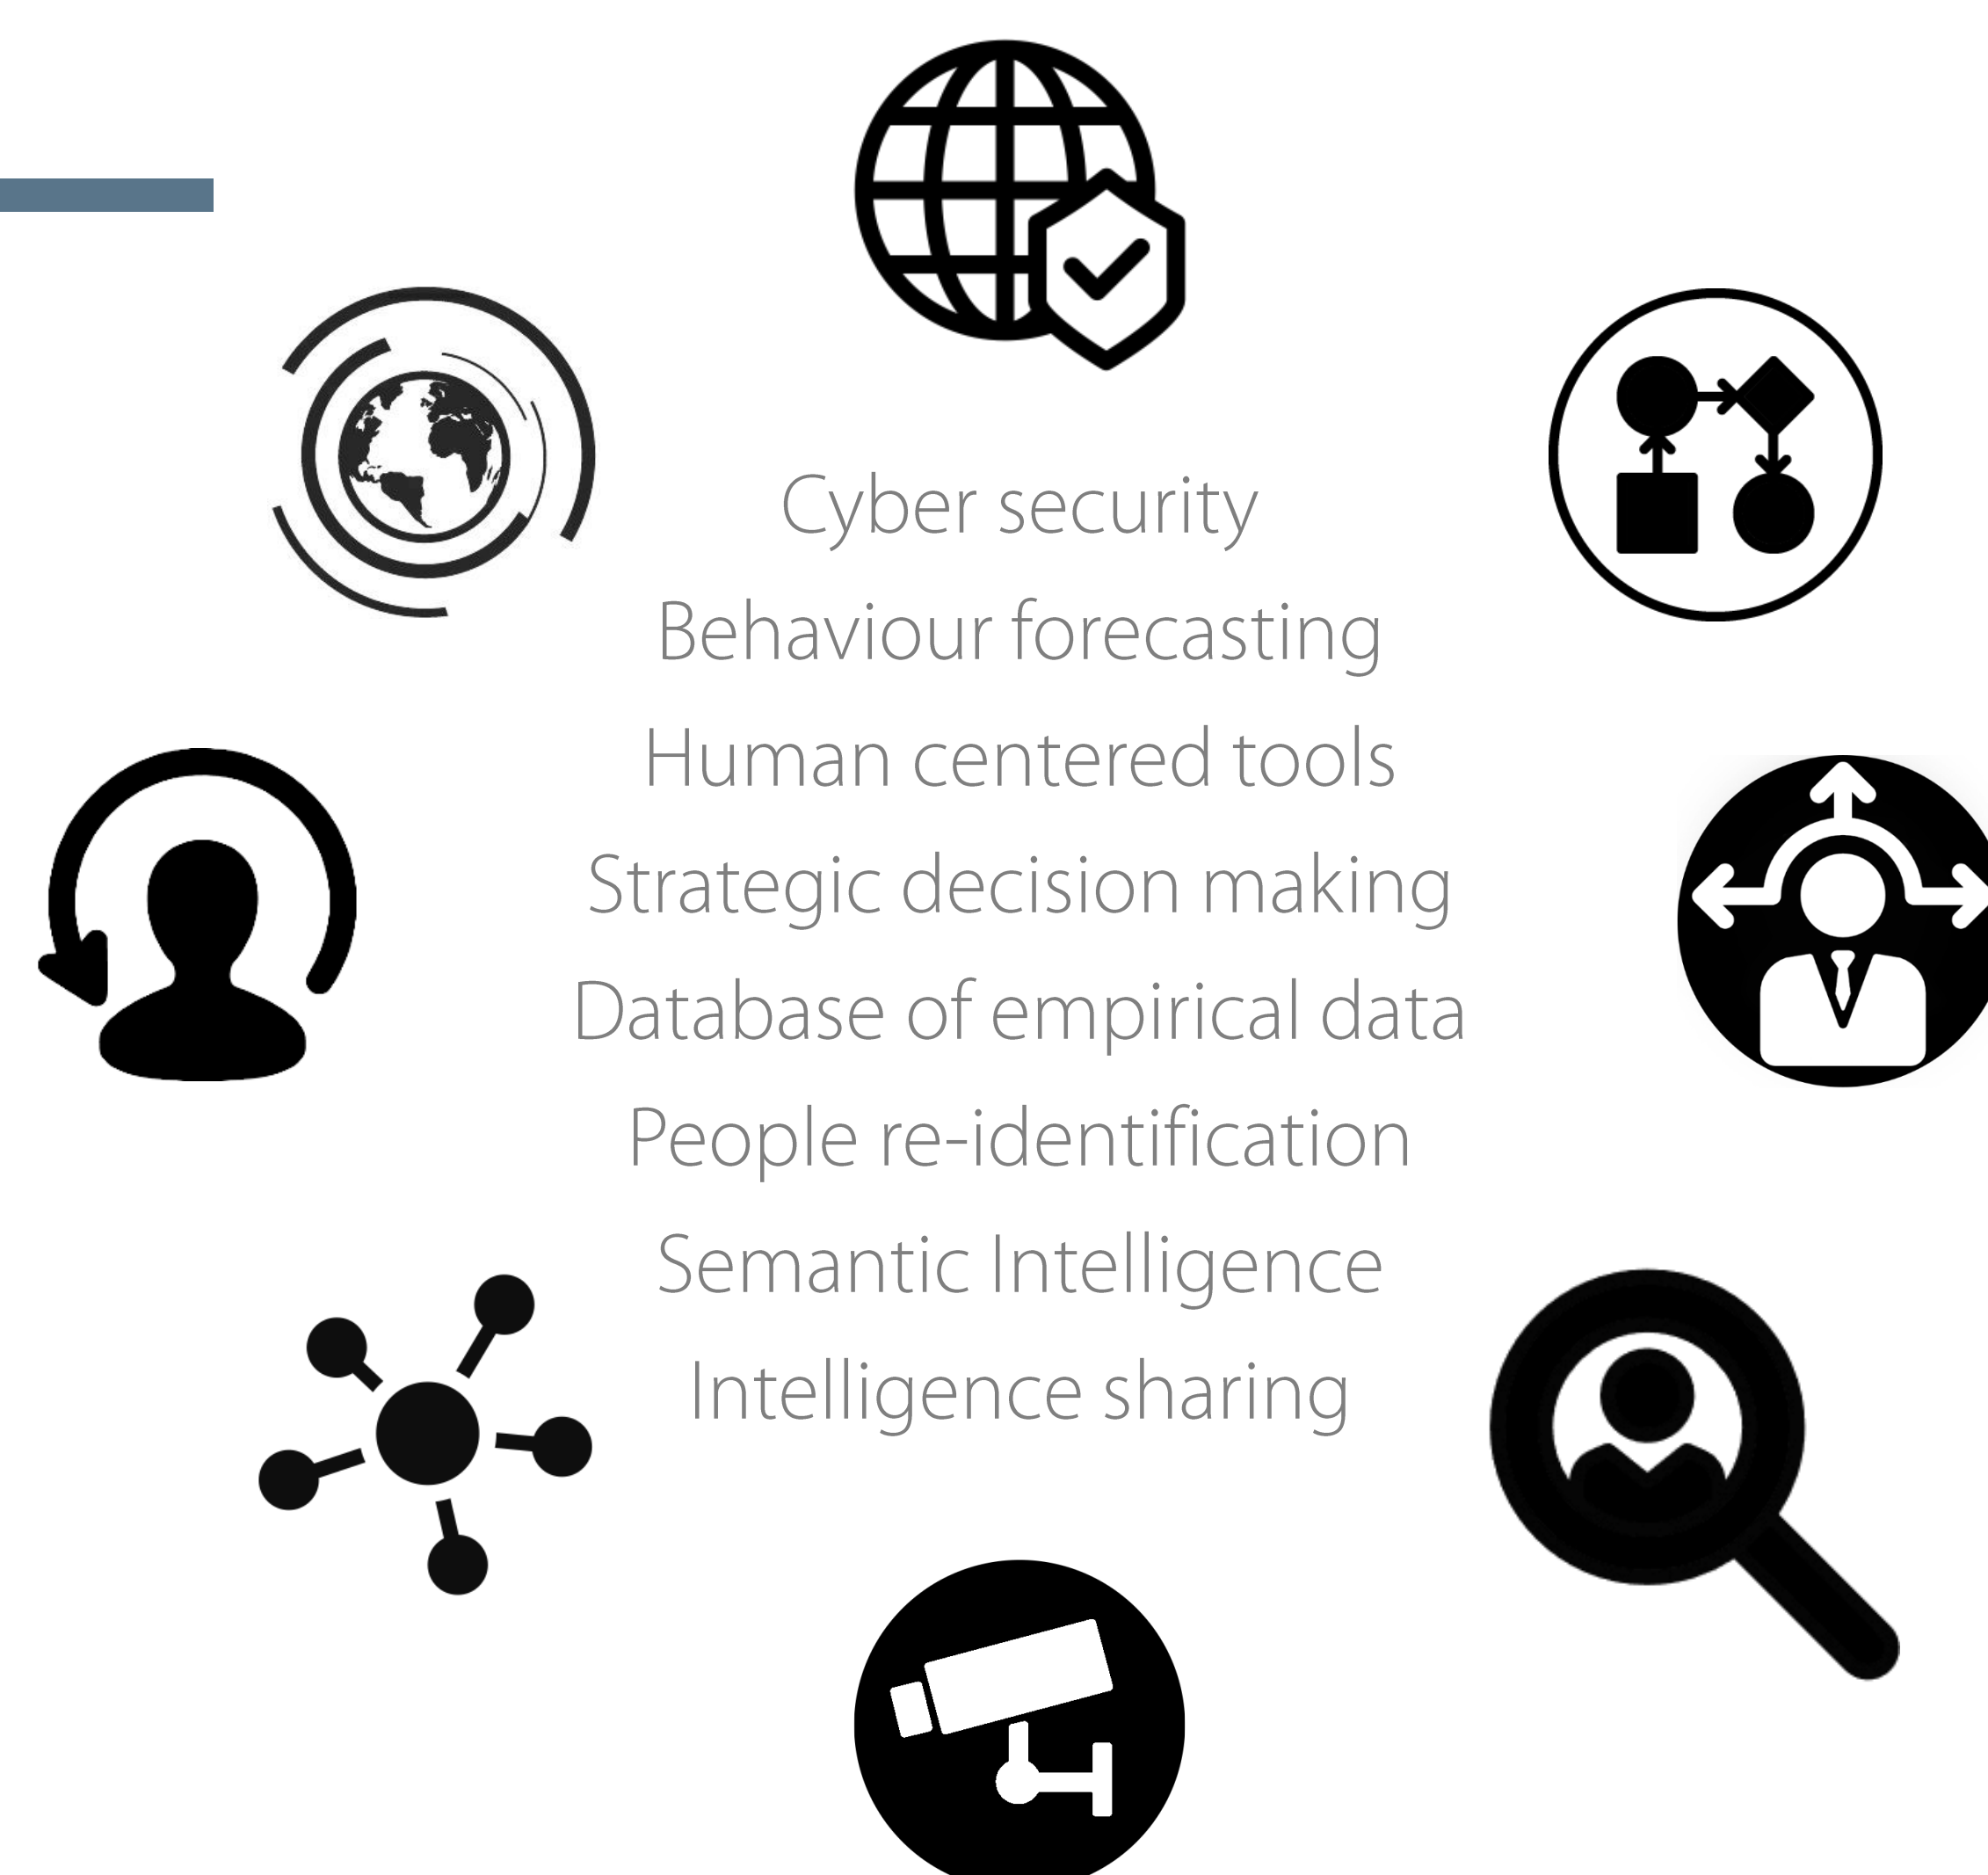 Cyber security
Behaviour forecasting
Human centered tools
Strategic decision making
Database of empirical data
People re-identification
Semantic Intelligence
Intelligence sharing